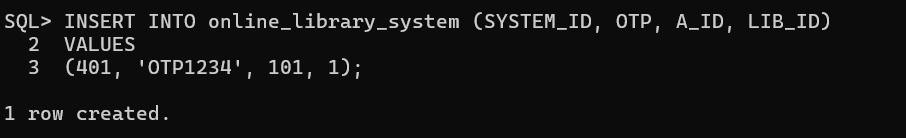 SQL> INSERT INTO online_library_system (SYSTEM_ID, OTP, A_ID, LIB_ID)
  2  VALUES
  3  (401, 'OTP1234', 101, 1);
1 row created.